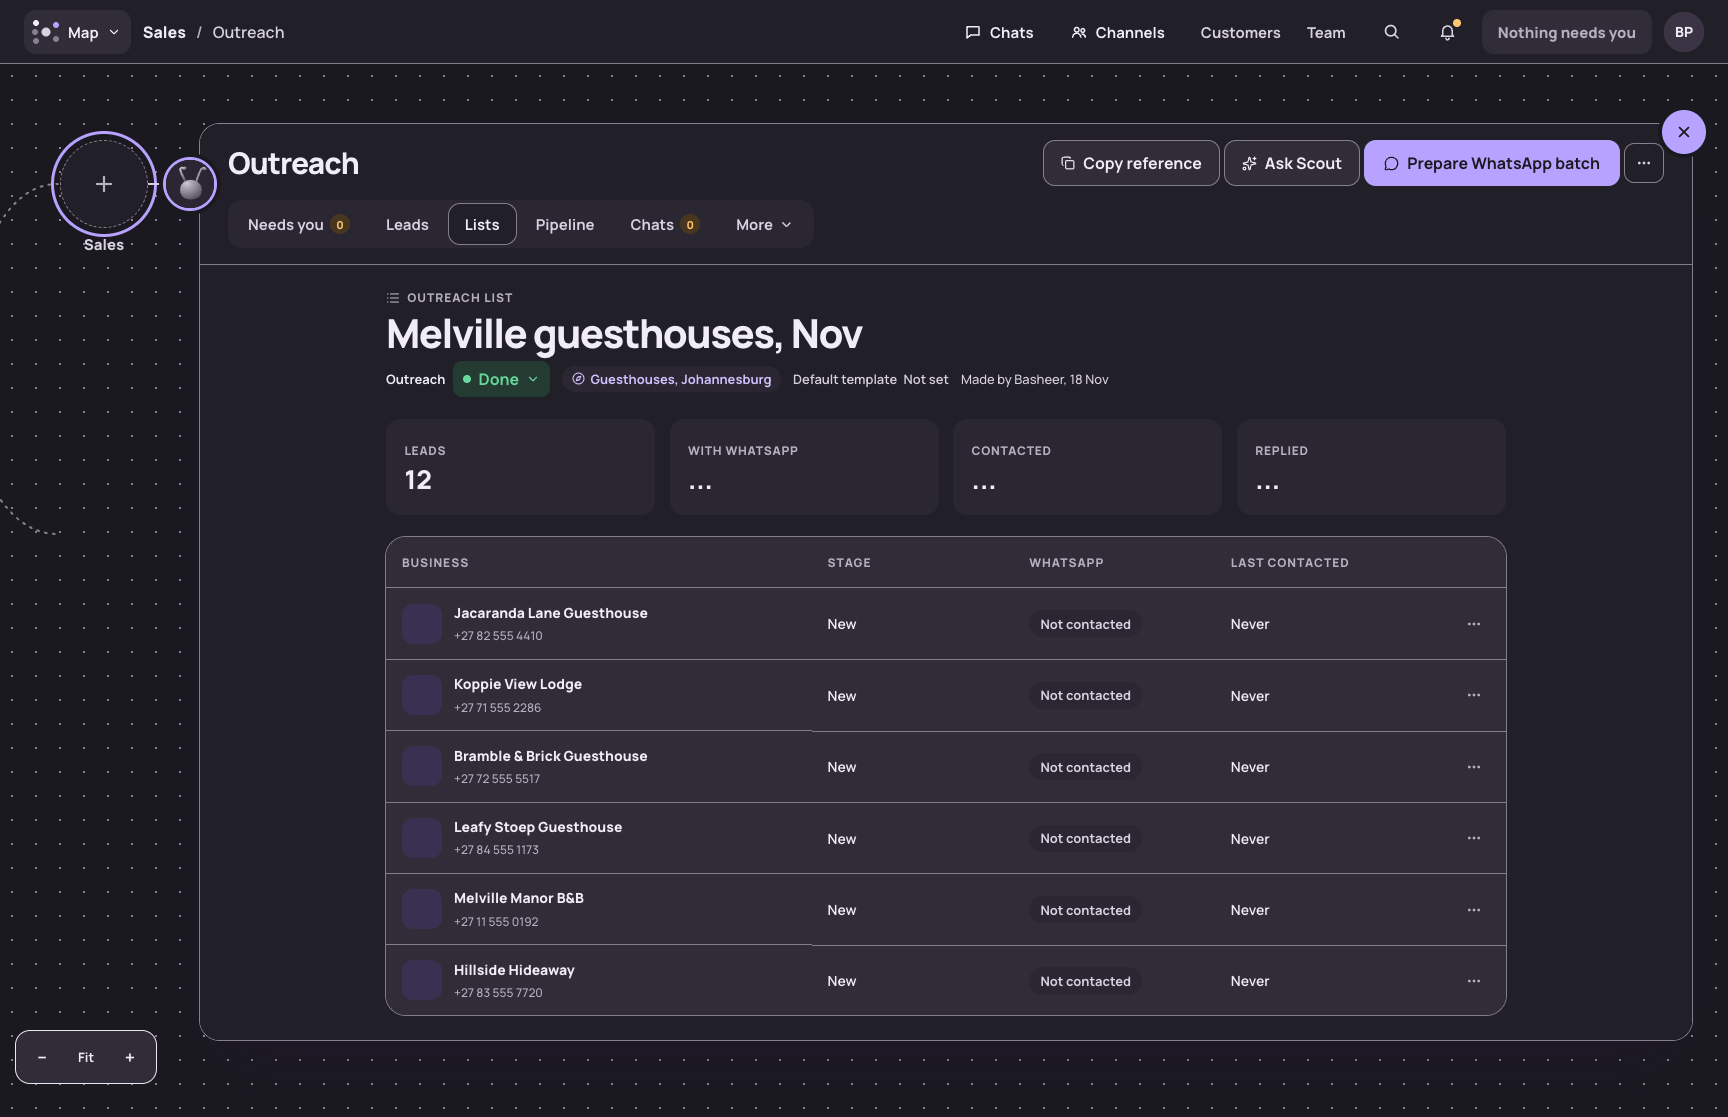 Map
Sales / Outreach
Chats
Channels
Customers
Team
Nothing needs you
BP
Sales
Outreach
Copy reference
Ask Scout
Prepare WhatsApp batch
Needs you 0
Leads
Lists
Pipeline
Chats 0
More
OUTREACH LIST
Melville guesthouses, Nov
Outreach
Done
Guesthouses, Johannesburg
Default template Not set
Made by Basheer, 18 Nov
LEADS
12
WITH WHATSAPP
...
CONTACTED
...
REPLIED
...
BUSINESS STAGE WHATSAPP LAST CONTACTED
Jacaranda Lane Guesthouse
+27 82 555 4410
New Not contacted Never
Koppie View Lodge
+27 71 555 2286
New Not contacted Never
Bramble & Brick Guesthouse
+27 72 555 5517
New Not contacted Never
Leafy Stoep Guesthouse
+27 84 555 1173
New Not contacted Never
Melville Manor B&B
+27 11 555 0192
New Not contacted Never
Hillside Hideaway
+27 83 555 7720
New Not contacted Never
− Fit +